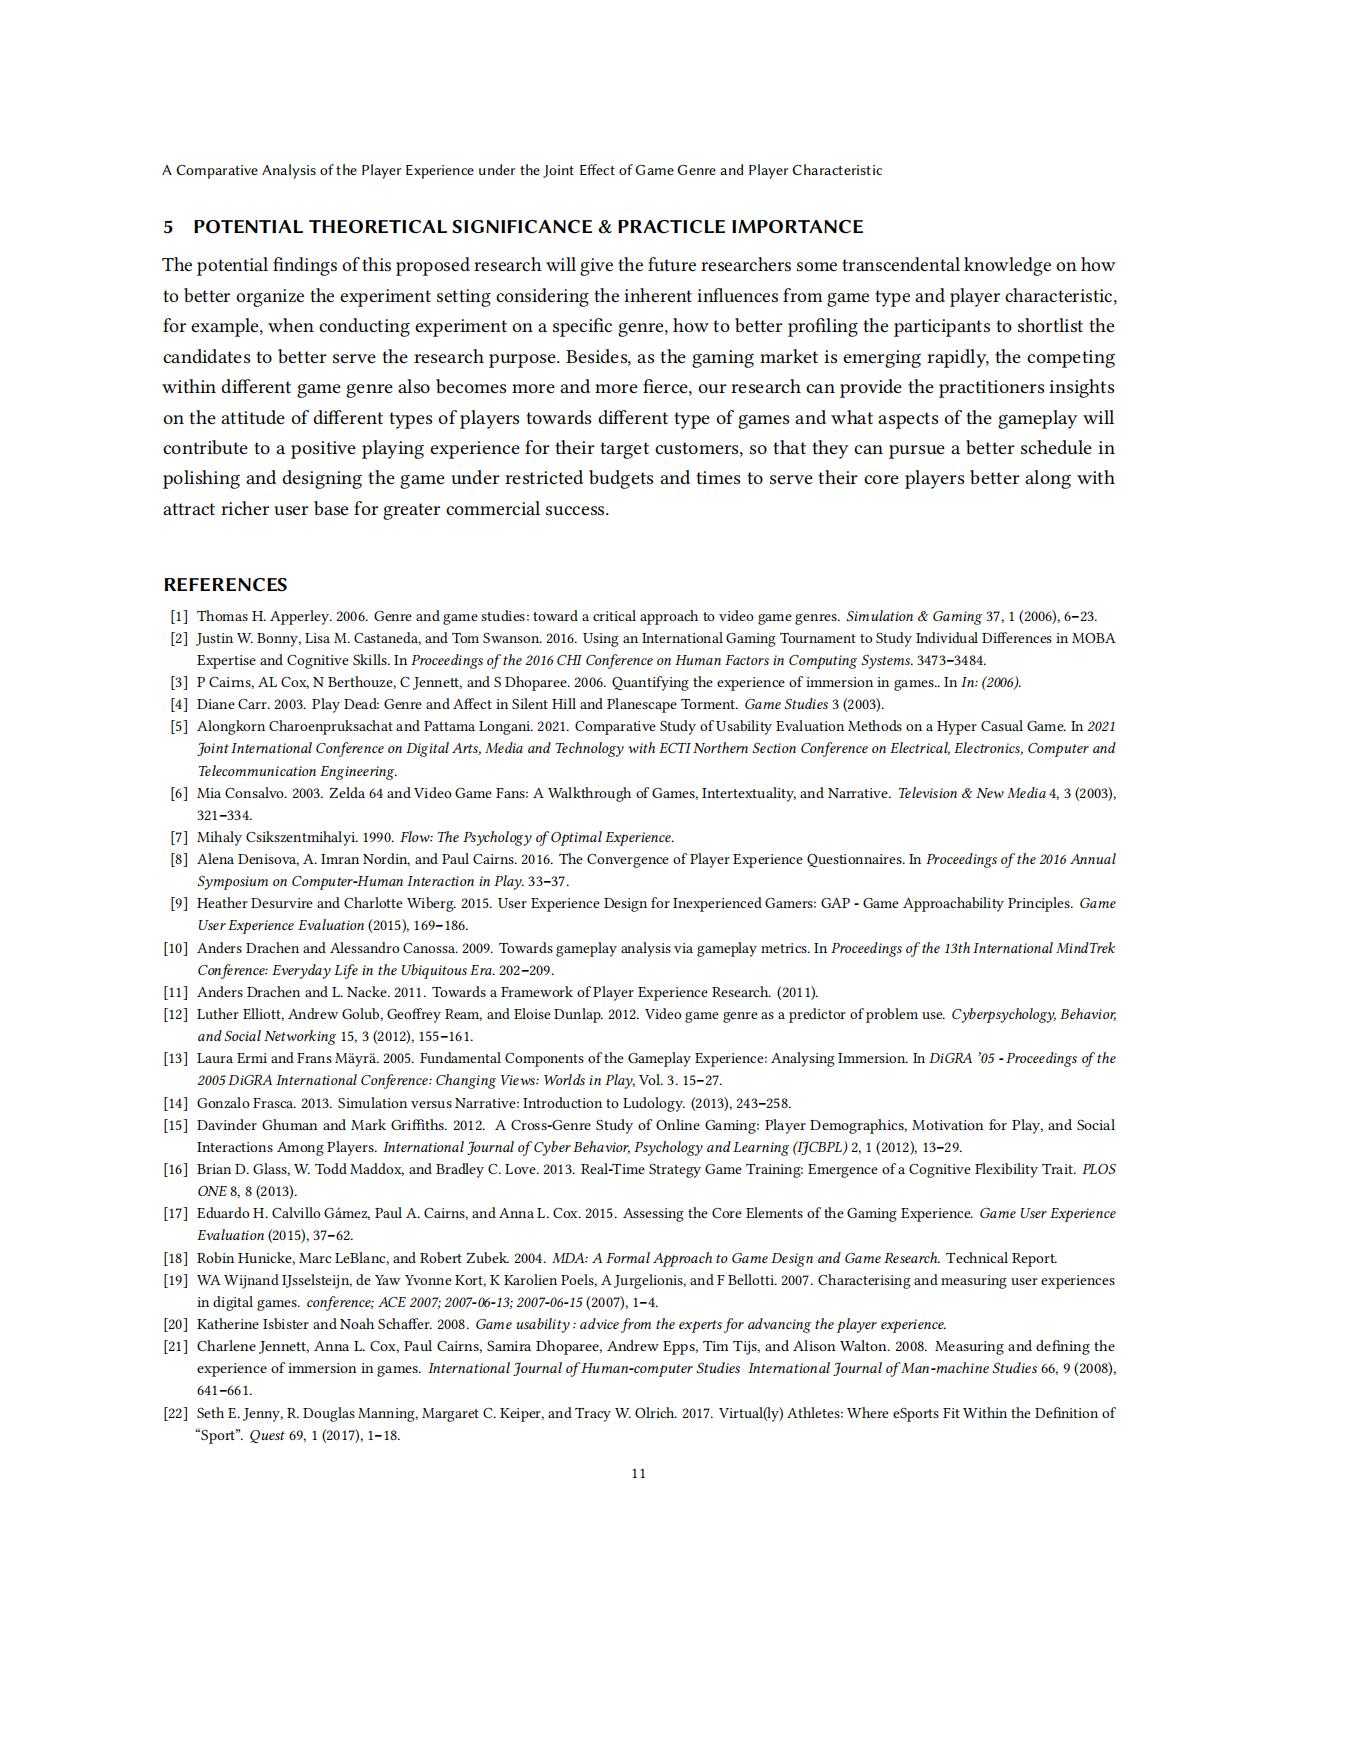 A Comparative Analysis of the Player Experience under the Joint Effect of Game Genre and Player Characteristic
5 POTENTIAL THEORETICAL SIGNIFICANCE & PRACTICLE IMPORTANCE
The potential findings of this proposed research will give the future researchers some transcendental knowledge on how
to better organize the experiment setting considering the inherent influences from game type and player characteristic,
for example, when conducting experiment on a specific genre, how to better profiling the participants to shortlist the
candidates to better serve the research purpose. Besides, as the gaming market is emerging rapidly, the competing
within different game genre also becomes more and more fierce, our research can provide the practitioners insights
on the attitude of different types of players towards different type of games and what aspects of the gameplay will
contribute to a positive playing experience for their target customers, so that they can pursue a better schedule in
polishing and designing the game under restricted budgets and times to serve their core players better along with
attract richer user base for greater commercial success.
REFERENCES
[1] Thomas H. Apperley. 2006. Genre and game studies: toward a critical approach to video game genres. Simulation & Gaming 37, 1 (2006), 6–23.
[2] Justin W. Bonny, Lisa M. Castaneda, and Tom Swanson. 2016. Using an International Gaming Tournament to Study Individual Differences in MOBA
Expertise and Cognitive Skills. In Proceedings of the 2016 CHI Conference on Human Factors in Computing Systems. 3473–3484.
[3] P Cairns, AL Cox, N Berthouze, C Jennett, and S Dhoparee. 2006. Quantifying the experience of immersion in games.. In In: (2006).
[4] Diane Carr. 2003. Play Dead: Genre and Affect in Silent Hill and Planescape Torment. Game Studies 3 (2003).
[5] Alongkorn Charoenpruksachat and Pattama Longani. 2021. Comparative Study of Usability Evaluation Methods on a Hyper Casual Game. In 2021
Joint International Conference on Digital Arts, Media and Technology with ECTI Northern Section Conference on Electrical, Electronics, Computer and
Telecommunication Engineering.
[6] Mia Consalvo. 2003. Zelda 64 and Video Game Fans: A Walkthrough of Games, Intertextuality, and Narrative. Television & New Media 4, 3 (2003),
321–334.
[7] Mihaly Csikszentmihalyi. 1990. Flow: The Psychology of Optimal Experience.
[8] Alena Denisova, A. Imran Nordin, and Paul Cairns. 2016. The Convergence of Player Experience Questionnaires. In Proceedings of the 2016 Annual
Symposium on Computer-Human Interaction in Play. 33–37.
[9] Heather Desurvire and Charlotte Wiberg. 2015. User Experience Design for Inexperienced Gamers: GAP - Game Approachability Principles. Game
User Experience Evaluation (2015), 169–186.
[10] Anders Drachen and Alessandro Canossa. 2009. Towards gameplay analysis via gameplay metrics. In Proceedings of the 13th International MindTrek
Conference: Everyday Life in the Ubiquitous Era. 202–209.
[11] Anders Drachen and L. Nacke. 2011. Towards a Framework of Player Experience Research. (2011).
[12] Luther Elliott, Andrew Golub, Geoffrey Ream, and Eloise Dunlap. 2012. Video game genre as a predictor of problem use. Cyberpsychology, Behavior,
and Social Networking 15, 3 (2012), 155–161.
[13] Laura Ermi and Frans Mäyrä. 2005. Fundamental Components of the Gameplay Experience: Analysing Immersion. In DiGRA '05 - Proceedings of the
2005 DiGRA International Conference: Changing Views: Worlds in Play, Vol. 3. 15–27.
[14] Gonzalo Frasca. 2013. Simulation versus Narrative: Introduction to Ludology. (2013), 243–258.
[15] Davinder Ghuman and Mark Griffiths. 2012. A Cross-Genre Study of Online Gaming: Player Demographics, Motivation for Play, and Social
Interactions Among Players. International Journal of Cyber Behavior, Psychology and Learning (IJCBPL) 2, 1 (2012), 13–29.
[16] Brian D. Glass, W. Todd Maddox, and Bradley C. Love. 2013. Real-Time Strategy Game Training: Emergence of a Cognitive Flexibility Trait. PLOS
ONE 8, 8 (2013).
[17] Eduardo H. Calvillo Gámez, Paul A. Cairns, and Anna L. Cox. 2015. Assessing the Core Elements of the Gaming Experience. Game User Experience
Evaluation (2015), 37–62.
[18] Robin Hunicke, Marc LeBlanc, and Robert Zubek. 2004. MDA: A Formal Approach to Game Design and Game Research. Technical Report.
[19] WA Wijnand IJsselsteijn, de Yaw Yvonne Kort, K Karolien Poels, A Jurgelionis, and F Bellotti. 2007. Characterising and measuring user experiences
in digital games. conference; ACE 2007; 2007-06-13; 2007-06-15 (2007), 1–4.
[20] Katherine Isbister and Noah Schaffer. 2008. Game usability : advice from the experts for advancing the player experience.
[21] Charlene Jennett, Anna L. Cox, Paul Cairns, Samira Dhoparee, Andrew Epps, Tim Tijs, and Alison Walton. 2008. Measuring and defining the
experience of immersion in games. International Journal of Human-computer Studies International Journal of Man-machine Studies 66, 9 (2008),
641–661.
[22] Seth E. Jenny, R. Douglas Manning, Margaret C. Keiper, and Tracy W. Olrich. 2017. Virtual(ly) Athletes: Where eSports Fit Within the Definition of
“Sport”. Quest 69, 1 (2017), 1–18.
11